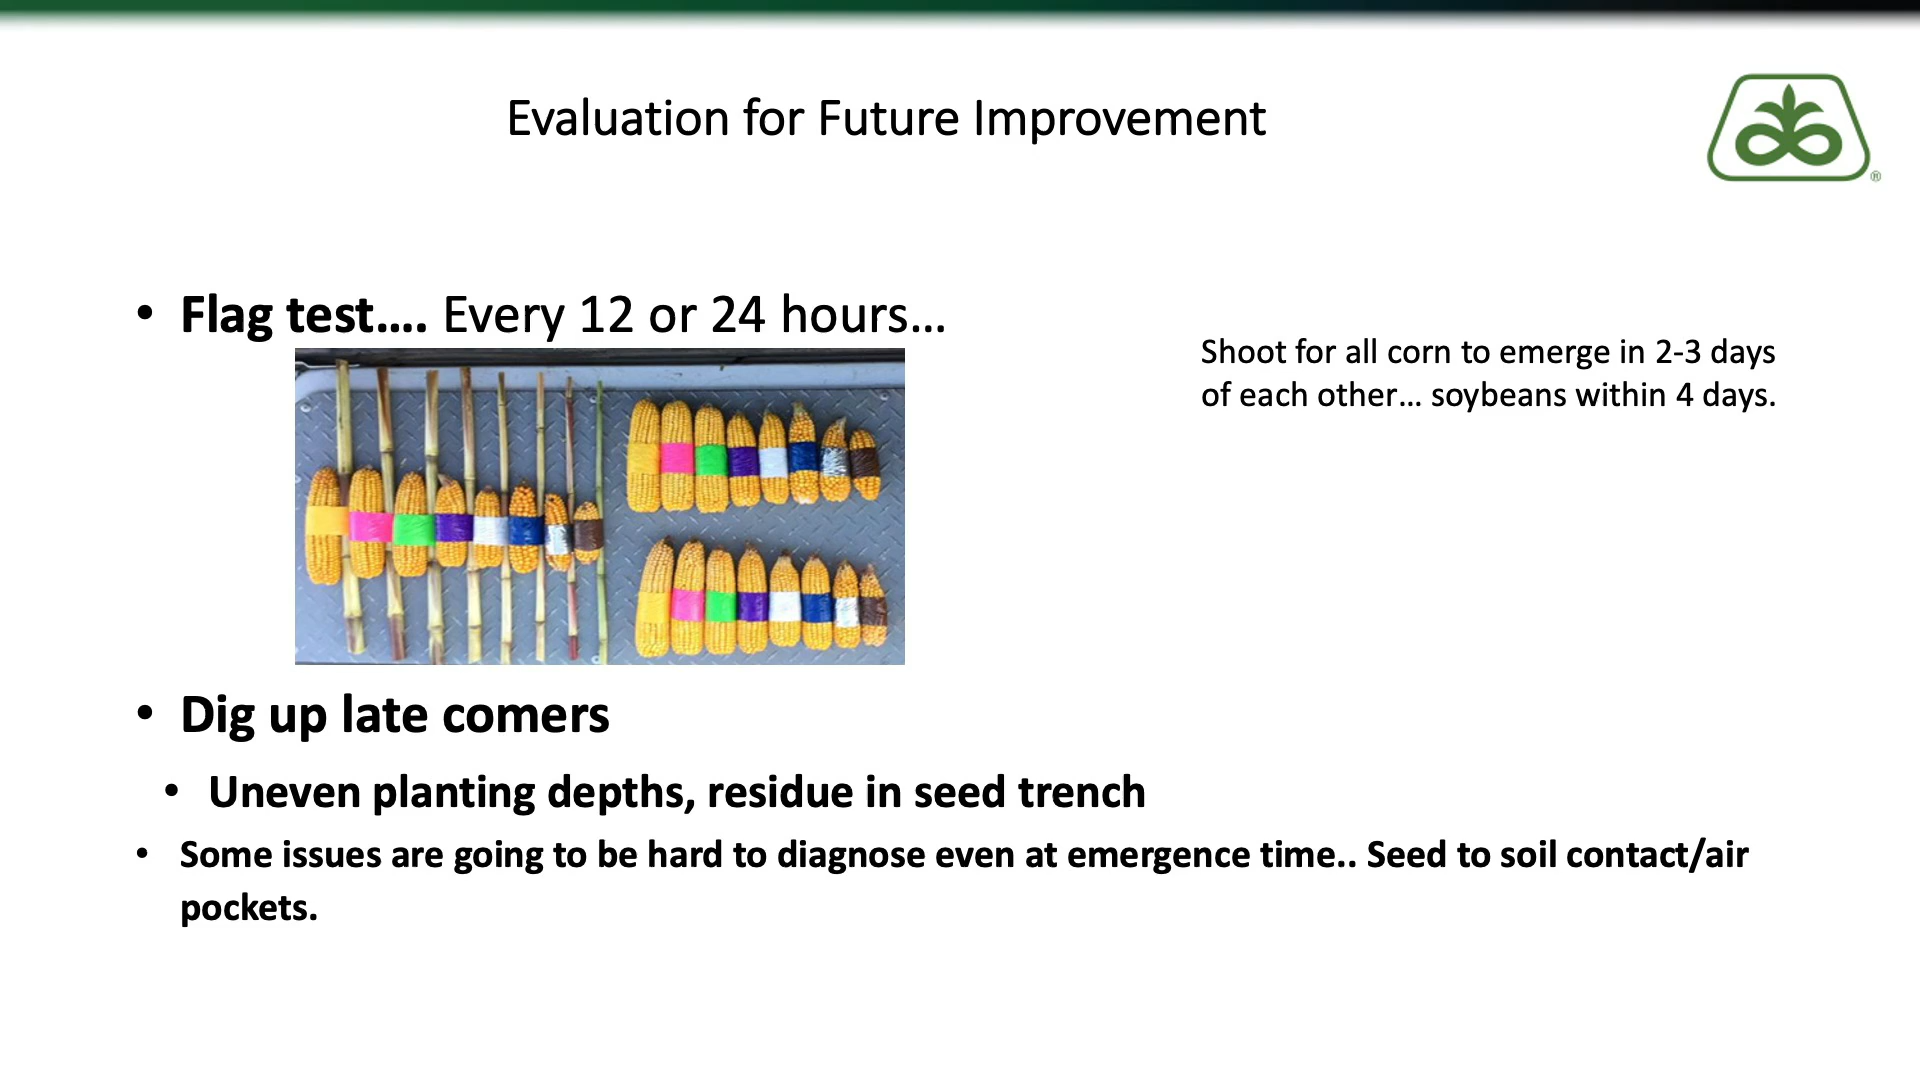 Evaluation for Future Improvement
®
• Flag test.... Every 12 or 24 hours...
Shoot for all corn to emerge in 2-3 days
of each other... soybeans within 4 days.
• Dig up late comers
• Uneven planting depths, residue in seed trench
• Some issues are going to be hard to diagnose even at emergence time.. Seed to soil contact/air
pockets.